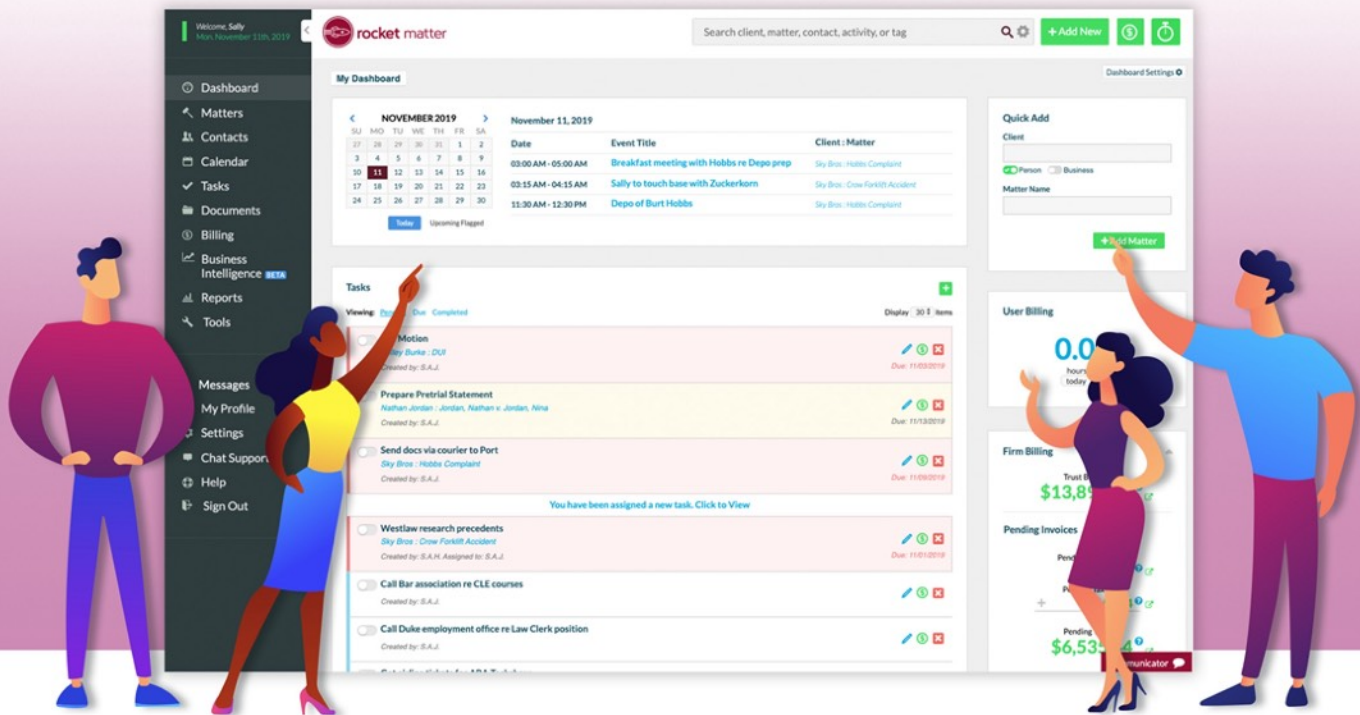 Welcome, Sally
Mon, November 11th, 2019
rocket matter
Search client, matter, contact, activity, or tag
+ Add New
Dashboard
Matters
Contacts
Calendar
Tasks
Documents
Billing
Business
Intelligence BETA
Reports
Tools
Messages
My Profile
Settings
Chat Support
Help
Sign Out
My Dashboard
Dashboard Settings
NOVEMBER 2019
SU MO TU WE TH FR SA
27 28 29 30 31 1 2
3 4 5 6 7 8 9
10 11 12 13 14 15 16
17 18 19 20 21 22 23
24 25 26 27 28 29 30
Today Upcoming Flagged
November 11, 2019
Date Event Title Client : Matter
03:00 AM - 05:00 AM Breakfast meeting with Hobbs re Depo prep Sky Bros : Hobbs Complaint
03:15 AM - 04:15 AM Sally to touch base with Zuckerkorn Sky Bros : Crow Forklift Accident
11:30 AM - 12:30 PM Depo of Burt Hobbs Sky Bros : Hobbs Complaint
Quick Add
Client
Person Business
Matter Name
+ Add Matter
Tasks
Viewing: Due Completed
Display 30 items
Motion
Burke : DUI
Created by: S.A.J.
Due: 11/03/2019
Prepare Pretrial Statement
Nathan Jordan : Jordan, Nathan v. Jordan, Nina
Created by: S.A.J.
Due: 11/13/2019
Send docs via courier to Port
Sky Bros : Hobbs Complaint
Created by: S.A.J.
Due: 11/09/2019
You have been assigned a new task. Click to View
Westlaw research precedents
Sky Bros : Crow Forklift Accident
Created by: S.A.H. Assigned to: S.A.J.
Due: 11/01/2019
Call Bar association re CLE courses
Created by: S.A.J.
Call Duke employment office re Law Clerk position
Created by: S.A.J.
User Billing
0.0
hours
today
Firm Billing
Trust
$13,8
Pending Invoices
Pending
$6,53